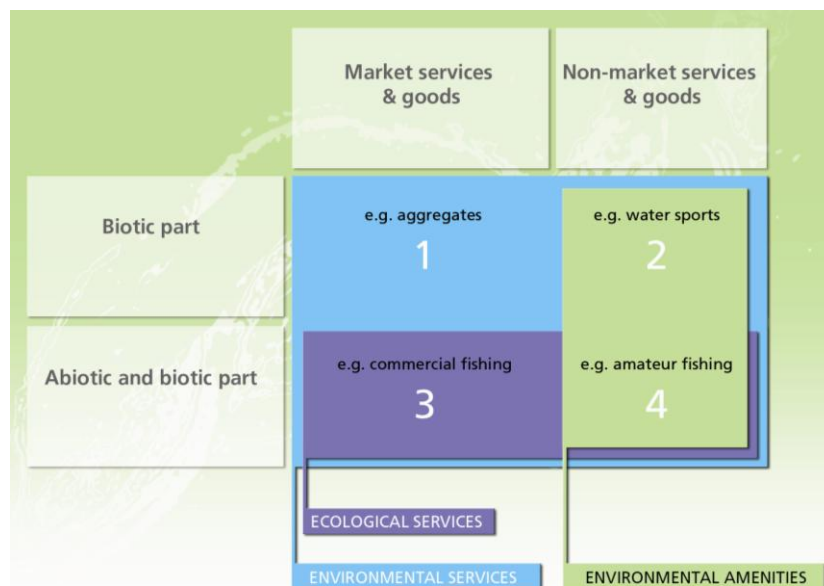 Market services
& goods
Non-market services
& goods
Biotic part
e.g. aggregates
1
e.g. water sports
2
Abiotic and biotic part
e.g. commercial fishing
3
e.g. amateur fishing
4
ECOLOGICAL SERVICES
ENVIRONMENTAL SERVICES
ENVIRONMENTAL AMENITIES